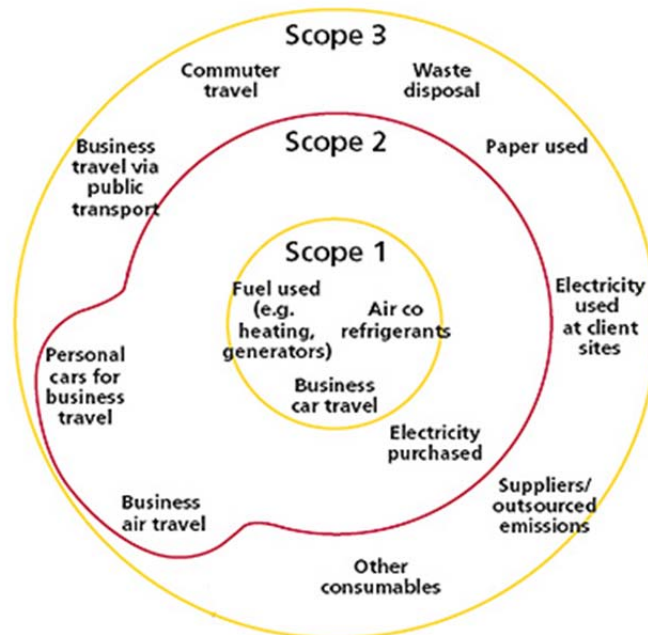 Scope 3
Commuter
travel
Waste
disposal
Business
travel via
public
transport
Scope 2
Paper used
Scope 1
Fuel used
(e.g.
heating,
generators)
Air co
refrigerants
Business
car travel
Electricity
used
at client
sites
Personal
cars for
business
travel
Electricity
purchased
Business
air travel
Suppliers/
outsourced
emissions
Other
consumables